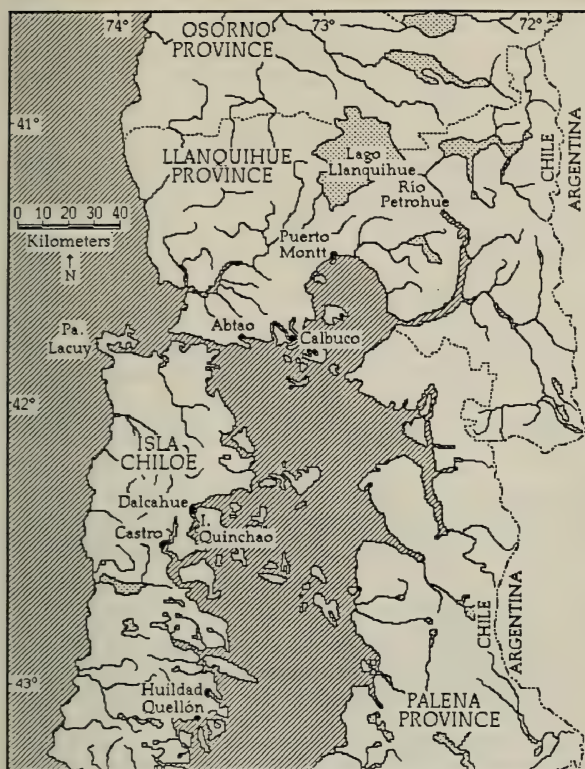 74°
73°
72°
OSORNO
PROVINCE
41°
LLANQUIHUE
PROVINCE
Lago
Llanquihue
Río
Petrohue
CHILE
ARGENTINA
0 10 20 30 40
Kilometers
↑
N
Puerto
Montt
Pa.
Lacuy
Abtao
Calbuco
42°
ISLA
CHILOE
Dalcahue
Castro
I.
Quinchao
CHILE
ARGENTINA
43°
Huildad
Quellón
PALENA
PROVINCE